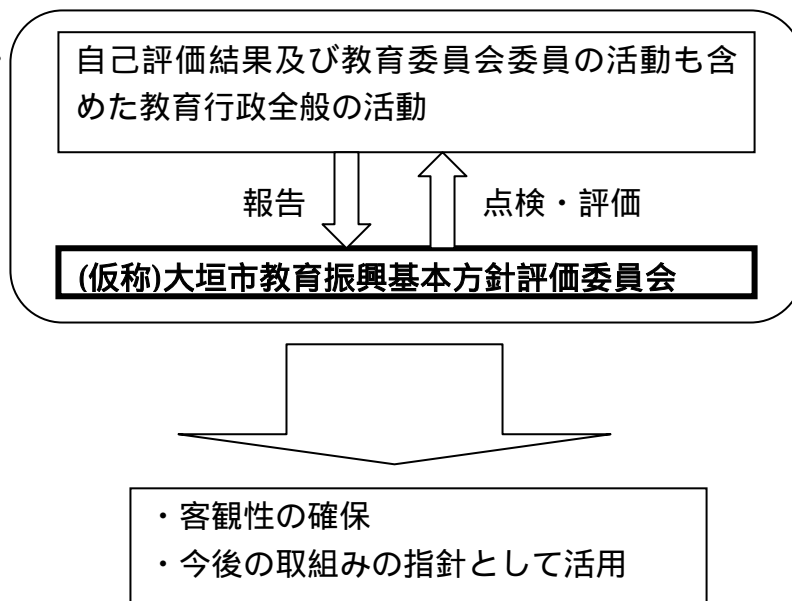 自己評価結果及び教育委員会委員の活動も含
めた教育行政全般の活動
報告
点検・評価
(仮称)大垣市教育振興基本方針評価委員会
・客観性の確保
・今後の取組みの指針として活用